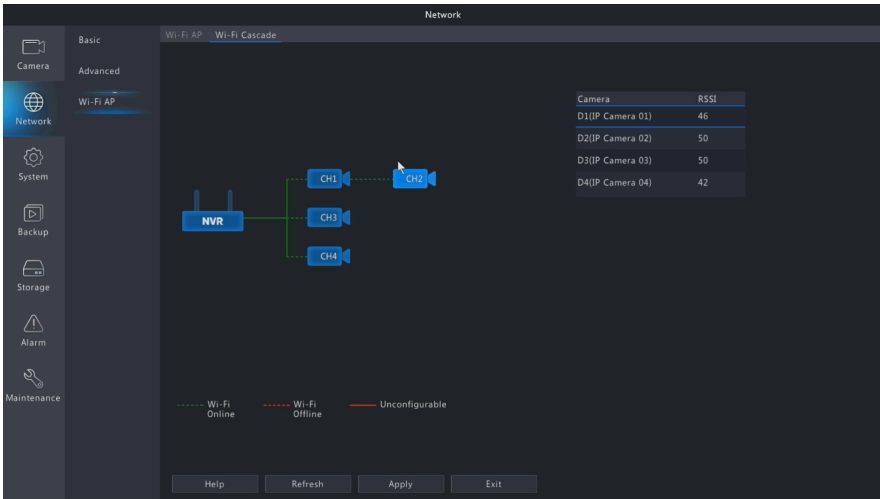 Network
Wi-Fi AP Wi-Fi Cascade
Camera
Network
System
Backup
Storage
Alarm
Maintenance
Basic
Advanced
Wi-Fi AP
NVR
CH1
CH2
CH3
CH4
Camera RSSI
D1(IP Camera 01) 46
D2(IP Camera 02) 50
D3(IP Camera 03) 50
D4(IP Camera 04) 42
Wi-Fi
Online
Wi-Fi
Offline
Unconfigurable
Help Refresh Apply Exit